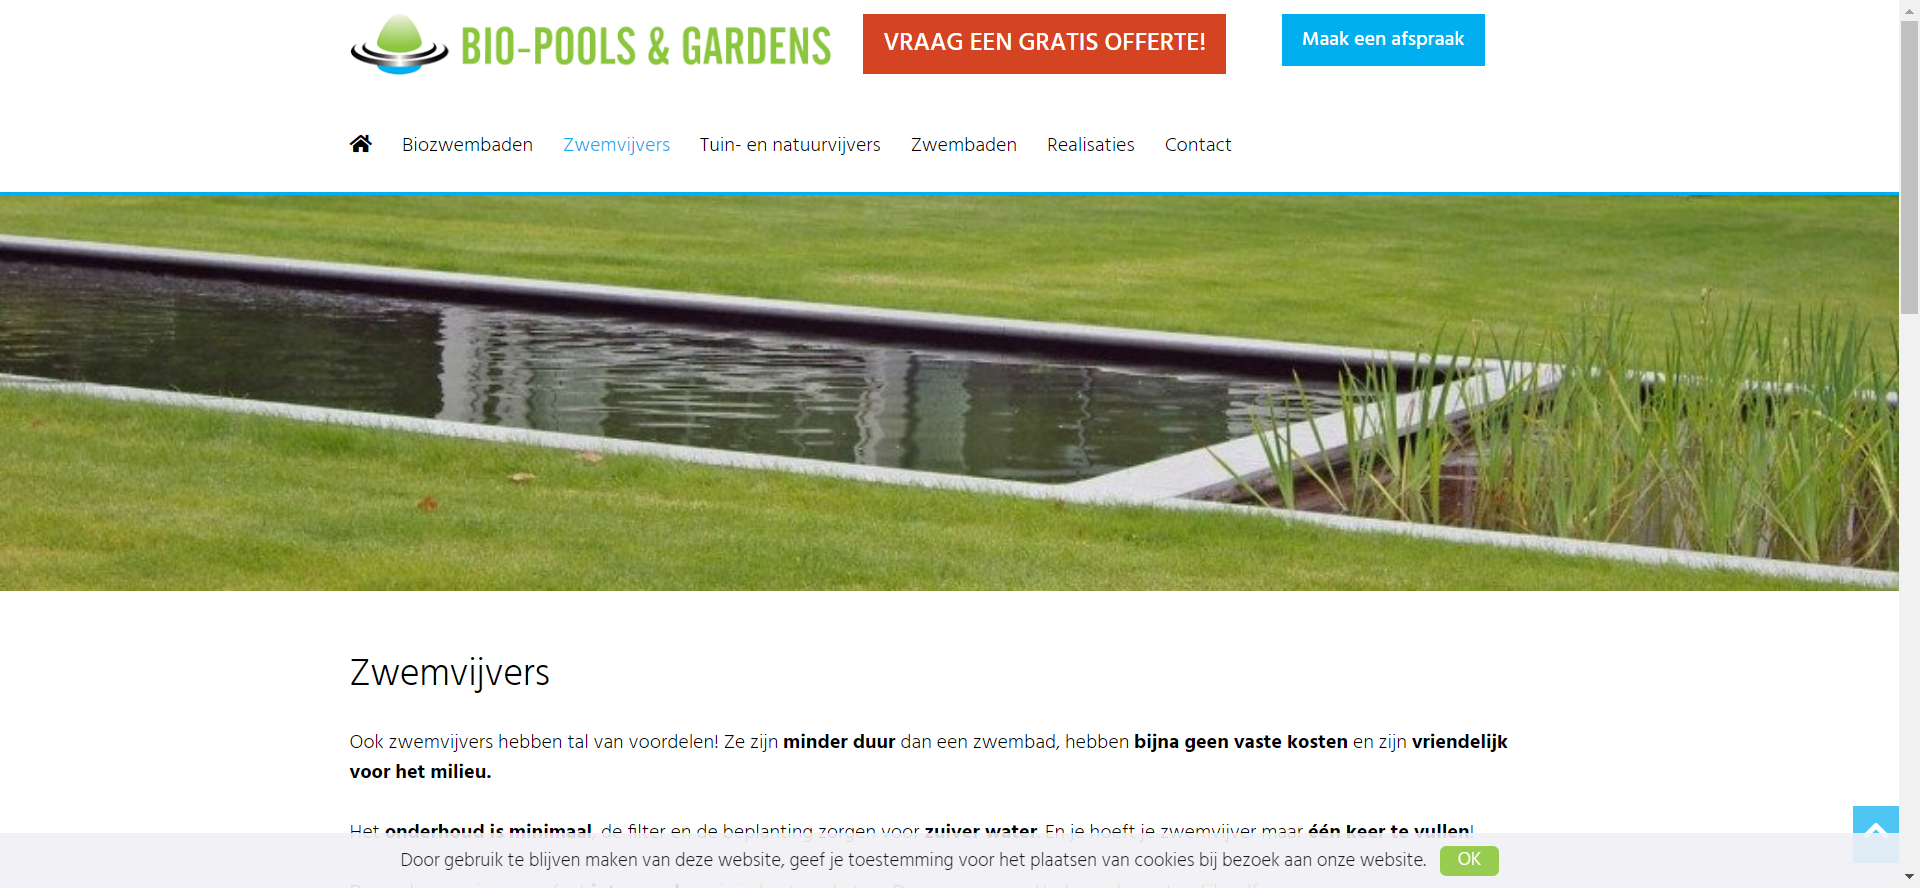 BIO-POOLS & GARDENS
VRAAG EEN GRATIS OFFERTE!
Maak een afspraak
Biozwembaden
Zwemvijvers
Tuin- en natuurvijvers
Zwembaden
Realisaties
Contact
Zwemvijvers
Ook zwemvijvers hebben tal van voordelen! Ze zijn minder duur dan een zwembad, hebben bijna geen vaste kosten en zijn vriendelijk
voor het milieu.
Het onderhoud is minimaal, de filter en de beplanting zorgen voor zuiver water. En je hoeft je zwemvijver maar één keer te vullen!
Door gebruik te blijven maken van deze website, geef je toestemming voor het plaatsen van cookies bij bezoek aan onze website.
OK